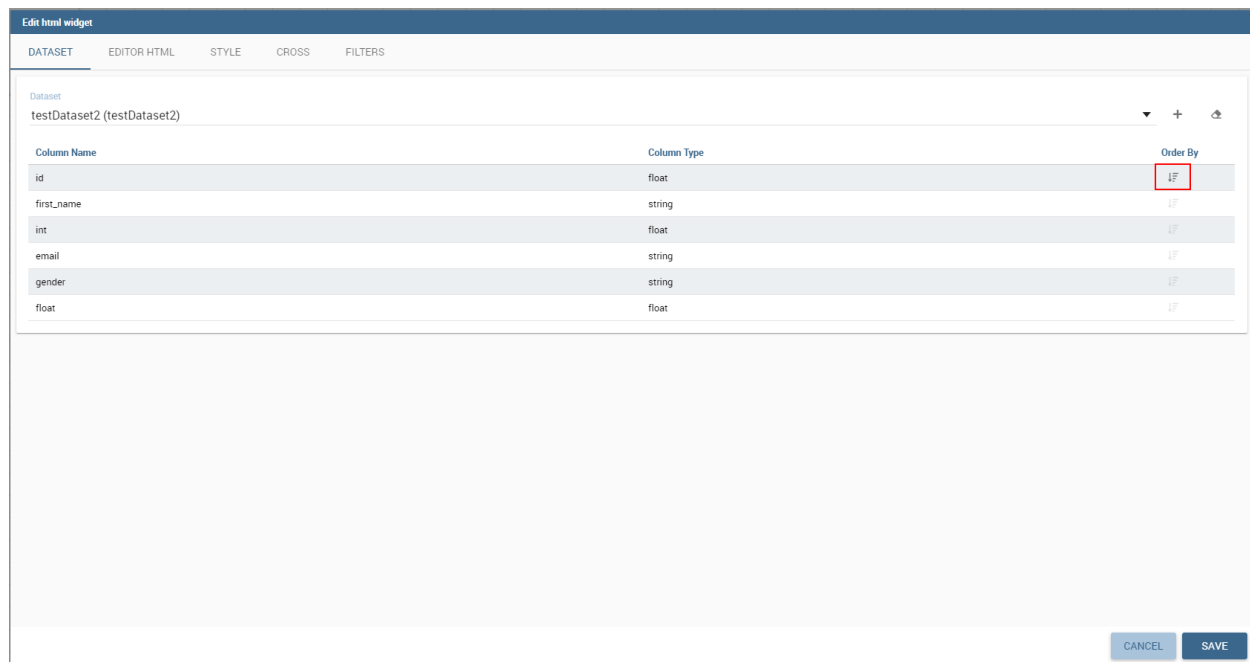 Edit html widget
DATASET EDITOR HTML STYLE CROSS FILTERS
Dataset
testDataset2 (testDataset2)
Column Name Column Type Order By
id float
first_name string
int float
email string
gender string
float float
CANCEL SAVE